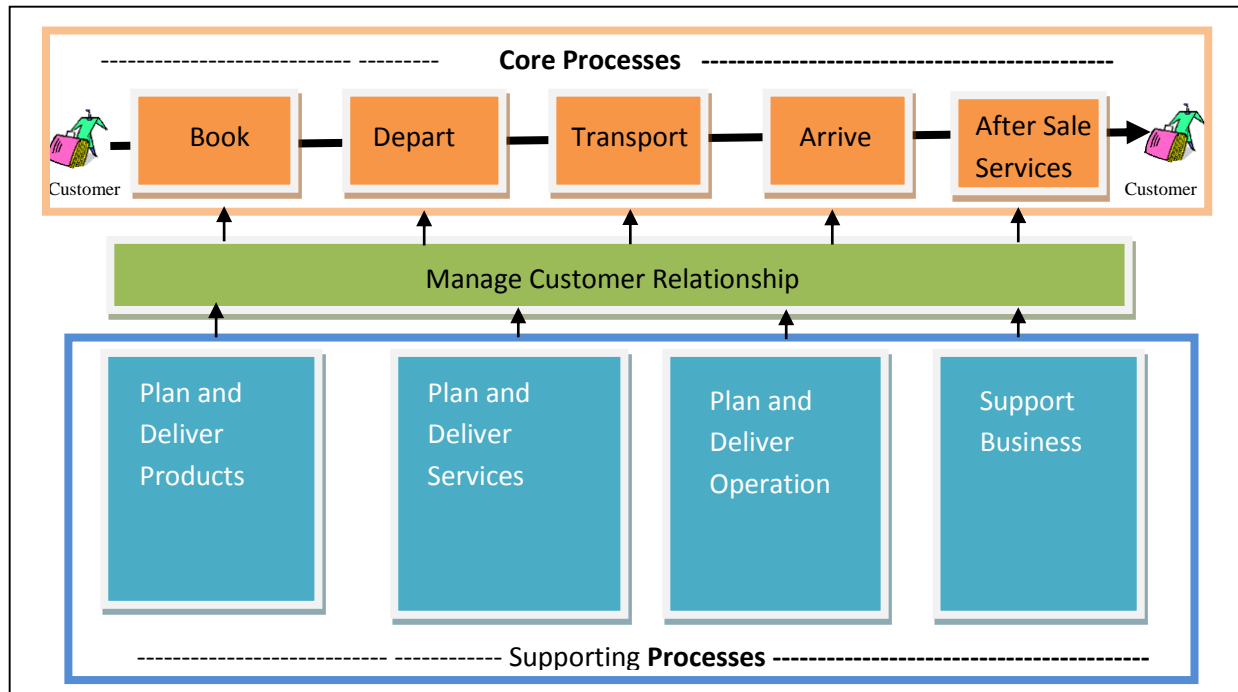 Core Processes
Book
Depart
Transport
Arrive
After Sale
Services
Customer
Customer
Manage Customer Relationship
Plan and
Deliver
Products
Plan and
Deliver
Services
Plan and
Deliver
Operation
Support
Business
Supporting Processes